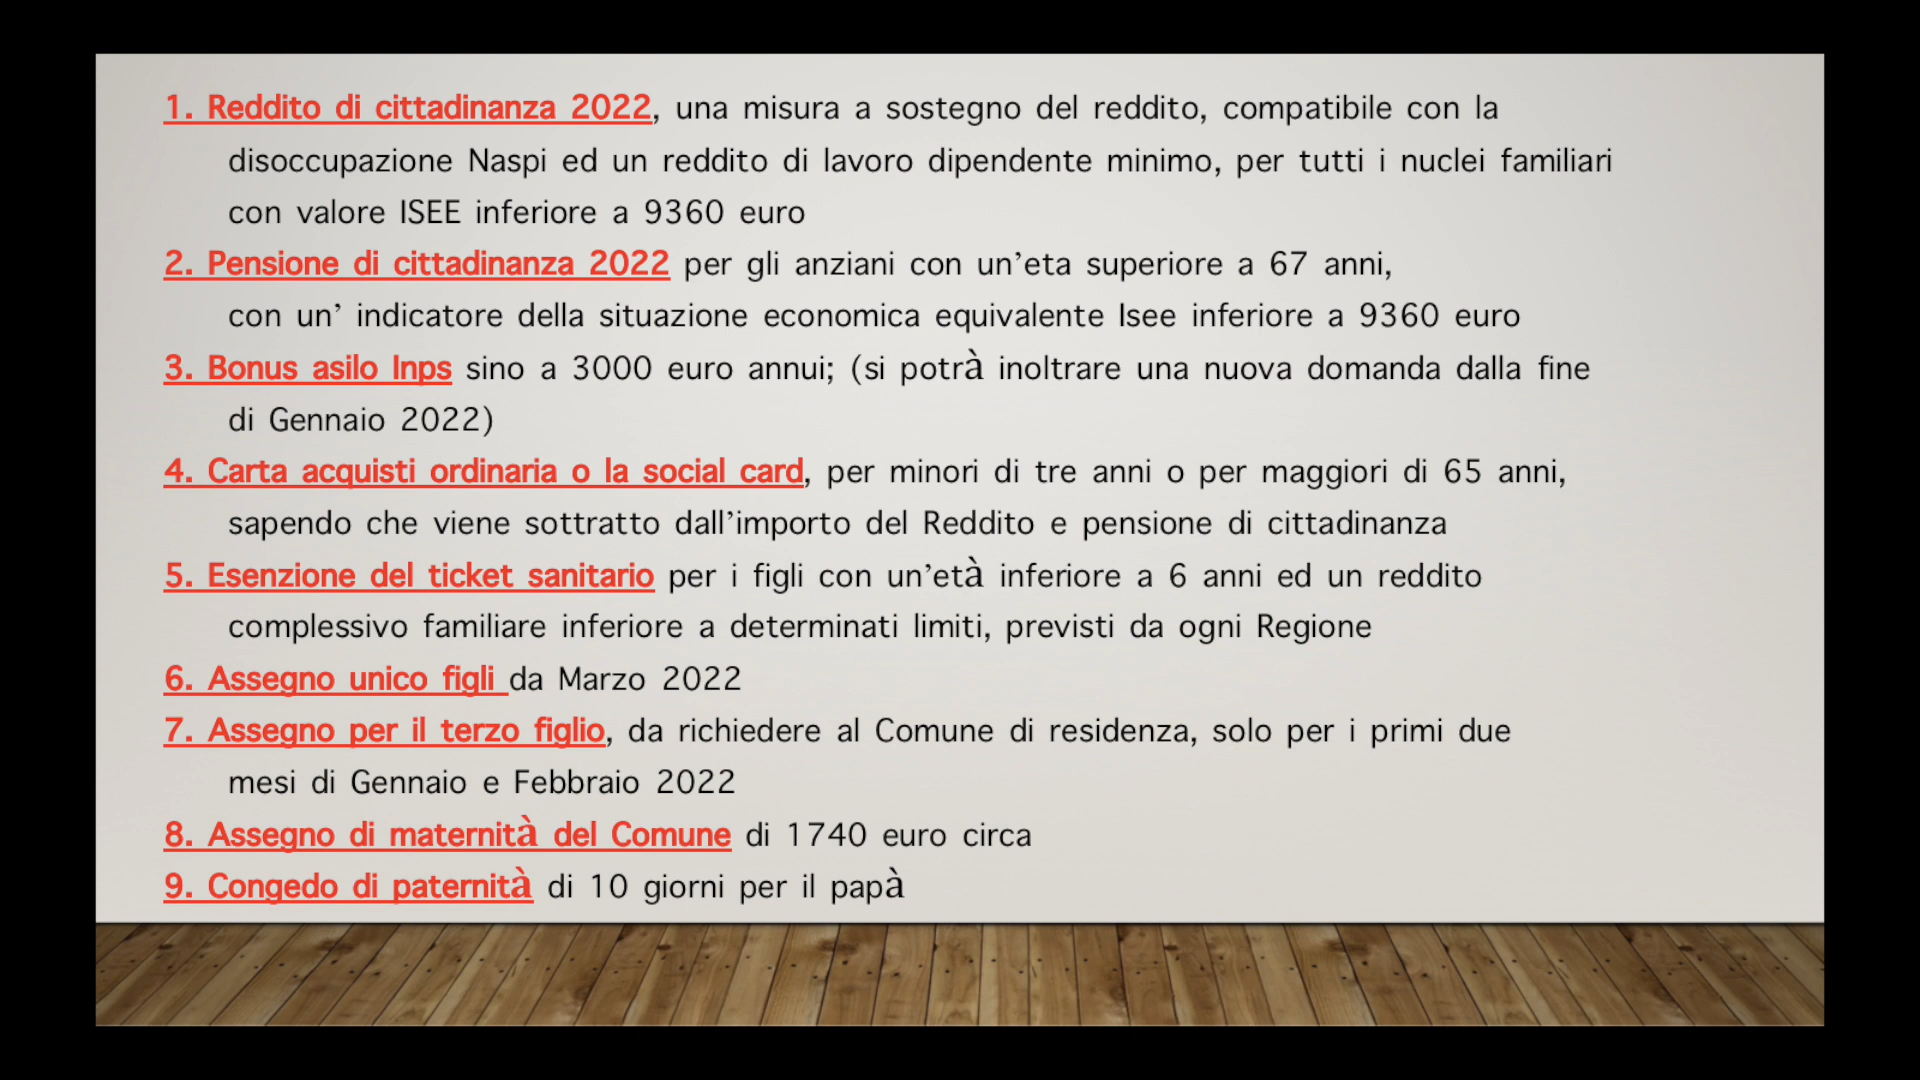 1. Reddito di cittadinanza 2022, una misura a sostegno del reddito, compatibile con la
disoccupazione Naspi ed un reddito di lavoro dipendente minimo, per tutti i nuclei familiari
con valore ISEE inferiore a 9360 euro
2. Pensione di cittadinanza 2022 per gli anziani con un’eta superiore a 67 anni,
con un’ indicatore della situazione economica equivalente Isee inferiore a 9360 euro
3. Bonus asilo Inps sino a 3000 euro annui; (si potrà inoltrare una nuova domanda dalla fine
di Gennaio 2022)
4. Carta acquisti ordinaria o la social card, per minori di tre anni o per maggiori di 65 anni,
sapendo che viene sottratto dall’importo del Reddito e pensione di cittadinanza
5. Esenzione del ticket sanitario per i figli con un’età inferiore a 6 anni ed un reddito
complessivo familiare inferiore a determinati limiti, previsti da ogni Regione
6. Assegno unico figli da Marzo 2022
7. Assegno per il terzo figlio, da richiedere al Comune di residenza, solo per i primi due
mesi di Gennaio e Febbraio 2022
8. Assegno di maternità del Comune di 1740 euro circa
9. Congedo di paternità di 10 giorni per il papà